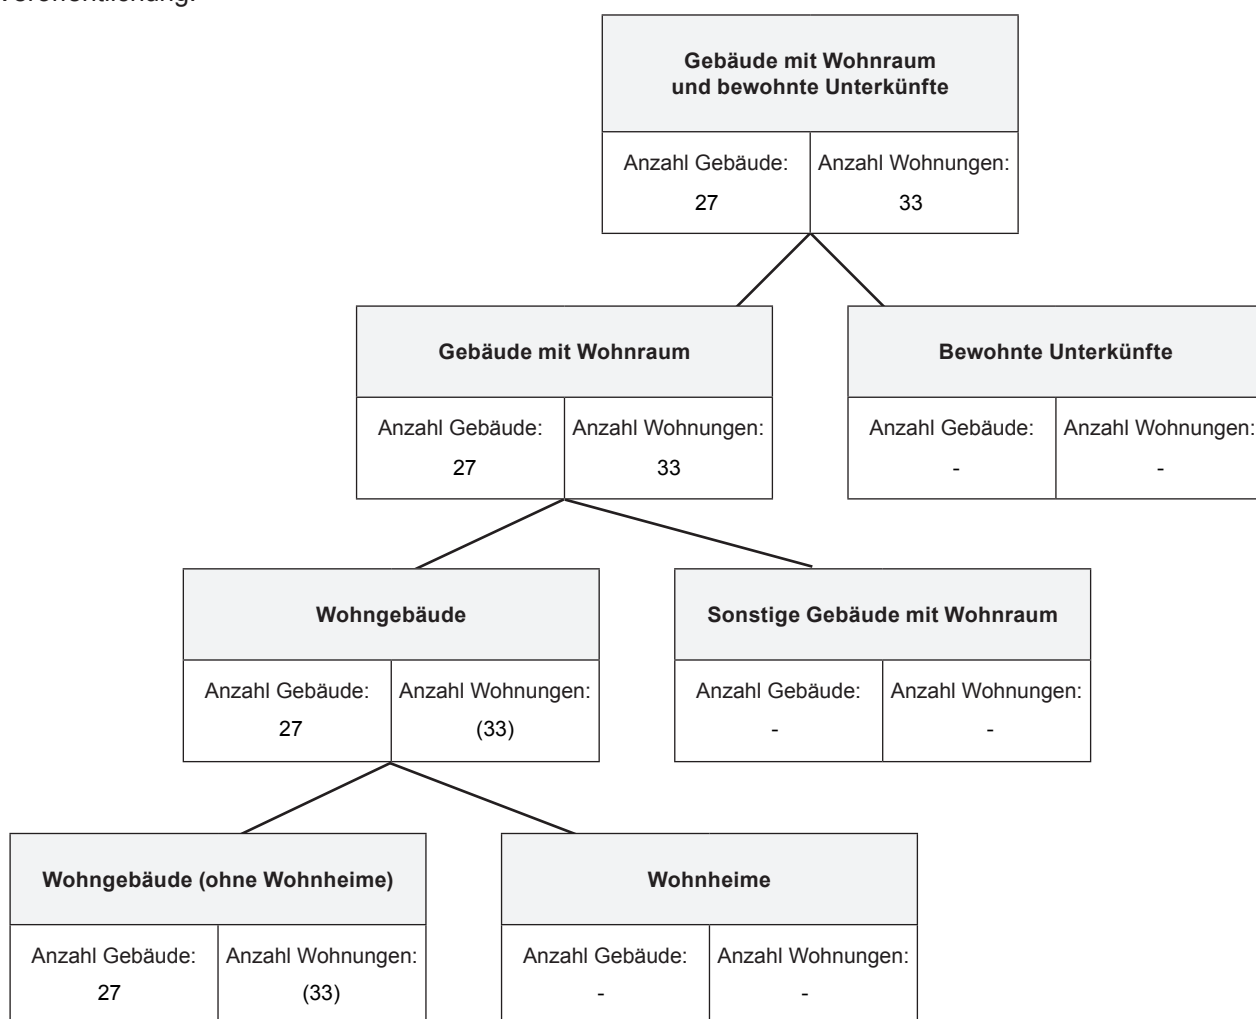 Veröffentlichung.
Gebäude mit Wohnraum
und bewohnte Unterkünfte
Anzahl Gebäude:
27
Anzahl Wohnungen:
33
Gebäude mit Wohnraum
Anzahl Gebäude:
27
Anzahl Wohnungen:
33
Bewohnte Unterkünfte
Anzahl Gebäude:
-
Anzahl Wohnungen:
-
Wohngebäude
Anzahl Gebäude:
27
Anzahl Wohnungen:
(33)
Sonstige Gebäude mit Wohnraum
Anzahl Gebäude:
-
Anzahl Wohnungen:
-
Wohngebäude (ohne Wohnheime)
Anzahl Gebäude:
27
Anzahl Wohnungen:
(33)
Wohnheime
Anzahl Gebäude:
-
Anzahl Wohnungen:
-